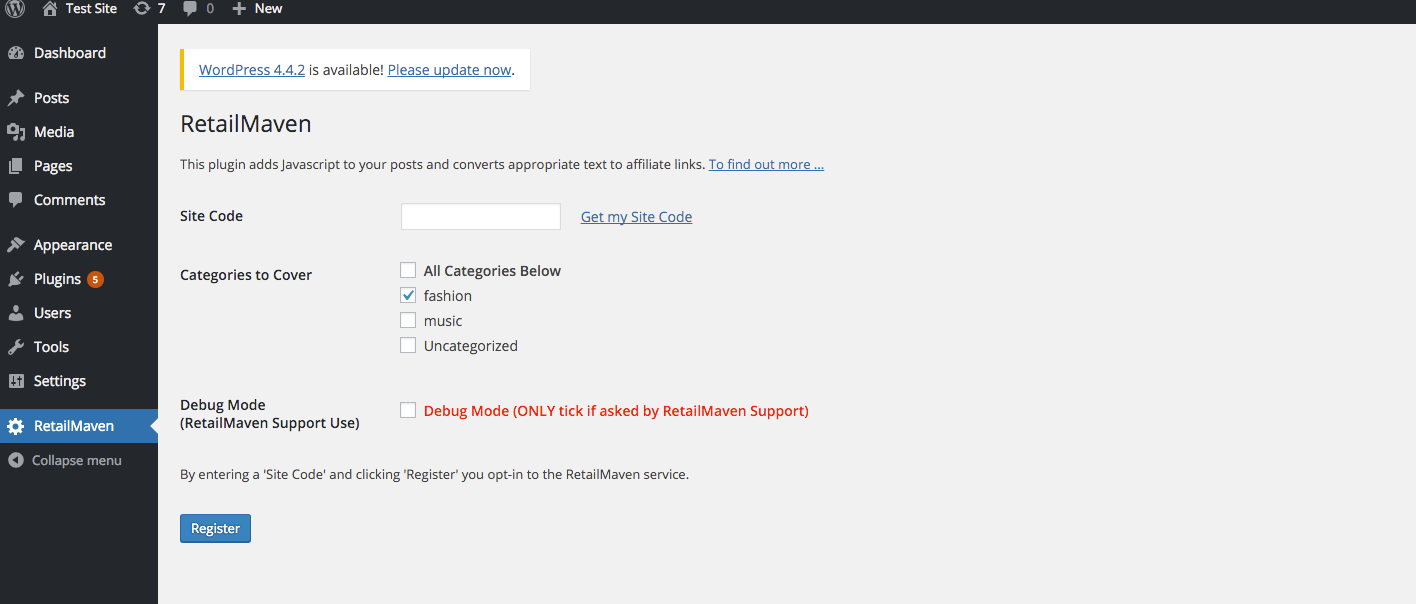 Test Site 7 0 New
Dashboard
Posts
Media
Pages
Comments
Appearance
Plugins 5
Users
Tools
Settings
RetailMaven
Collapse menu
WordPress 4.4.2 is available! Please update now.
RetailMaven
This plugin adds Javascript to your posts and converts appropriate text to affiliate links. To find out more ...
Site Code Get my Site Code
Categories to Cover All Categories Below
fashion
music
Uncategorized
Debug Mode
(RetailMaven Support Use)
Debug Mode (ONLY tick if asked by RetailMaven Support)
By entering a 'Site Code' and clicking 'Register' you opt-in to the RetailMaven service.
Register